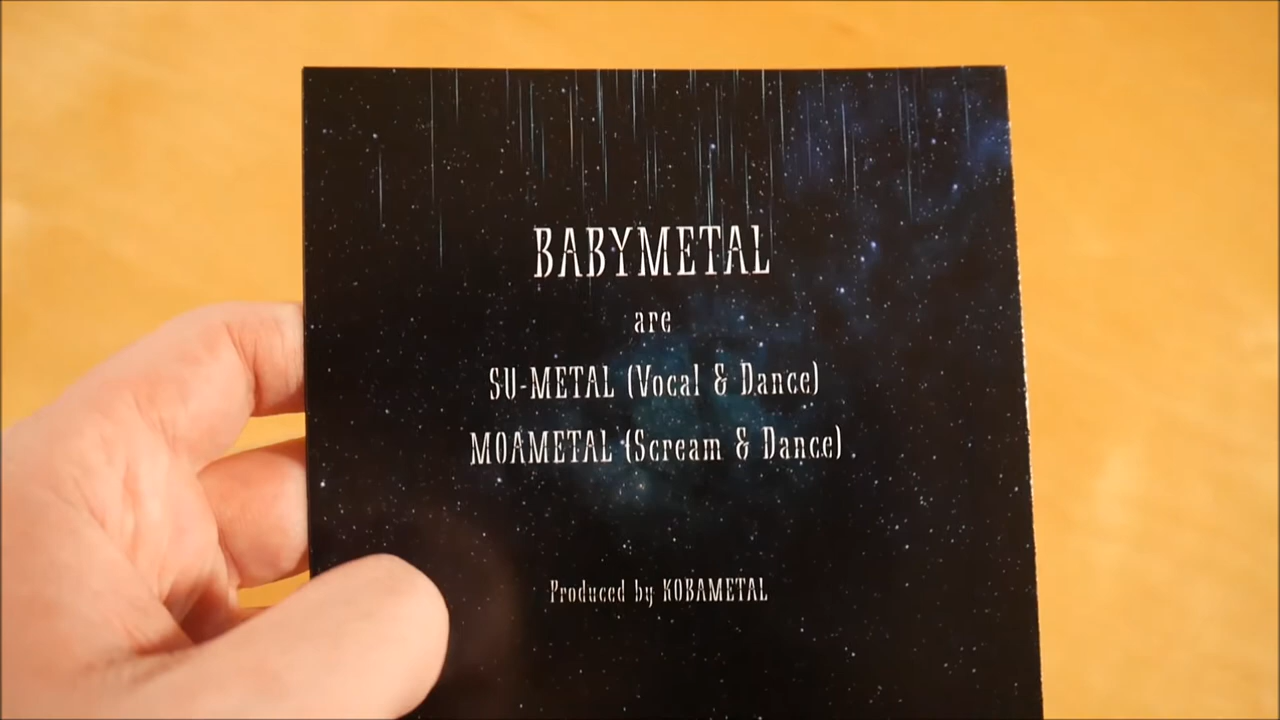 BABYMETAL
are
SU-METAL (Vocal & Dance)
MOAMETAL (Scream & Dance)
Produced by KOBAMETAL